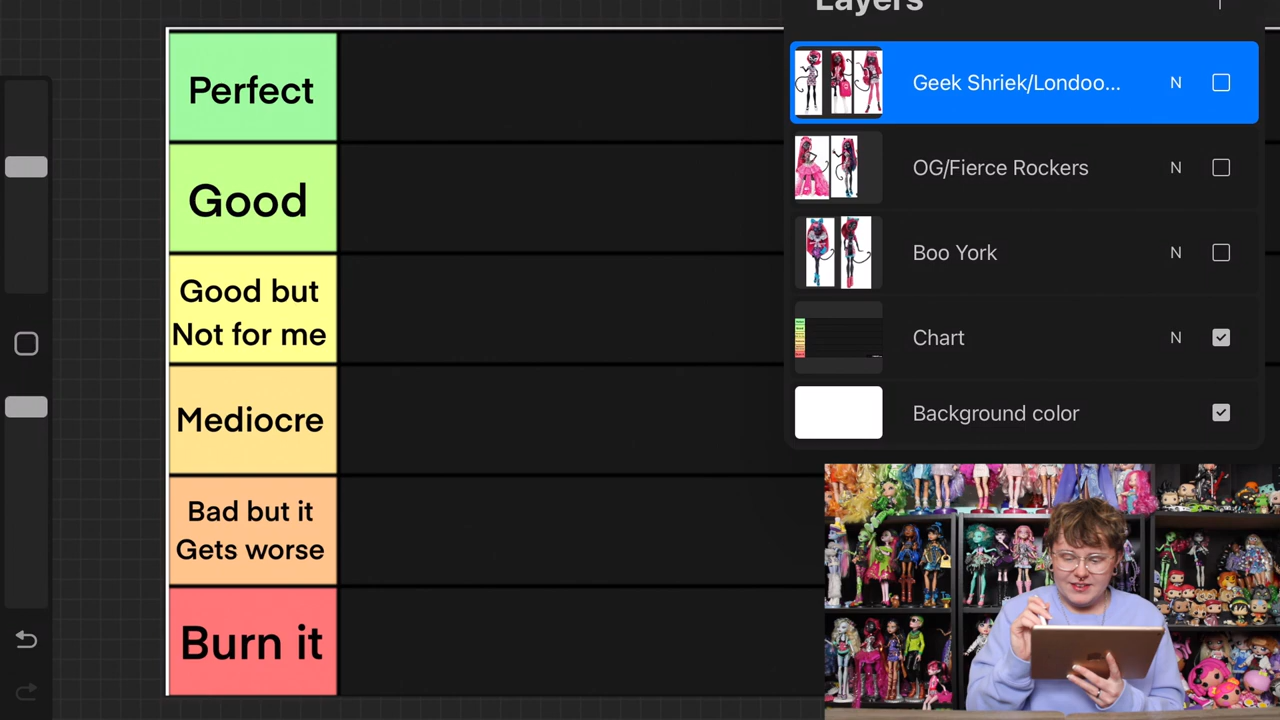 Layers
Perfect
Good
Good but
Not for me
Mediocre
Bad but it
Gets worse
Burn it
Geek Shriek/Londoo... N
OG/Fierce Rockers N
Boo York N
Chart N
Background color